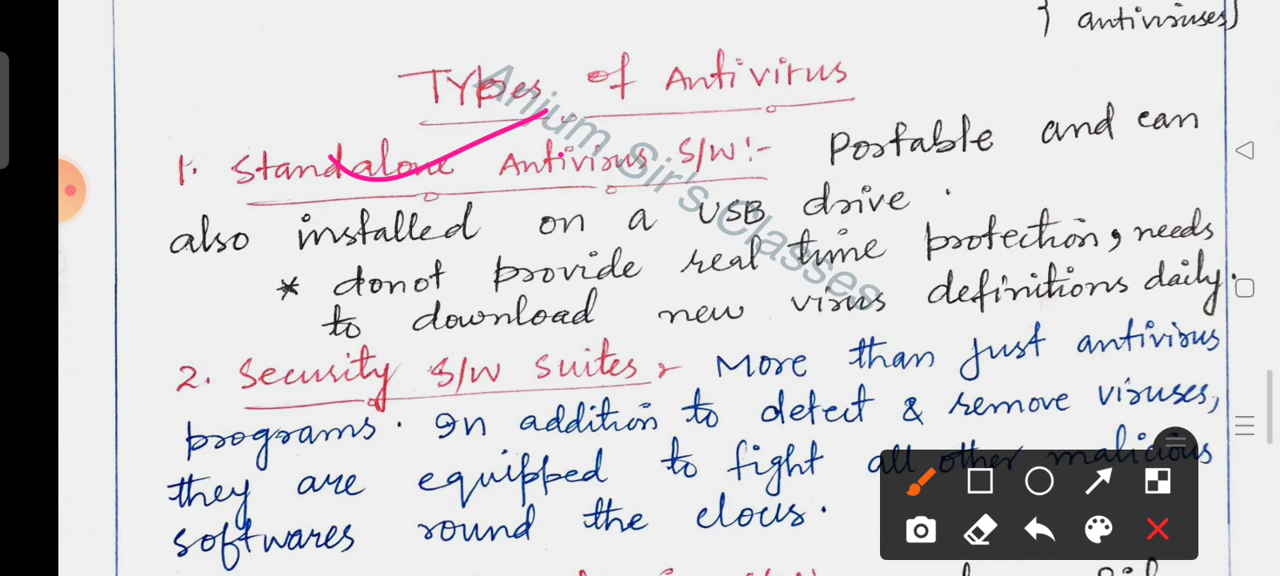 } antiviruses)
Types of Antivirus
1. Standalone Antivirus S/W:- Portable and can
also installed on a USB drive.
* donot provide real time protection, needs
to download new virus definitions daily.
2. Security S/W suites:- More than just antivirus
programs. In addition to detect & remove viruses,
they are equipped to fight all other malicious
softwares round the clock.
Anjum Sir's Classes